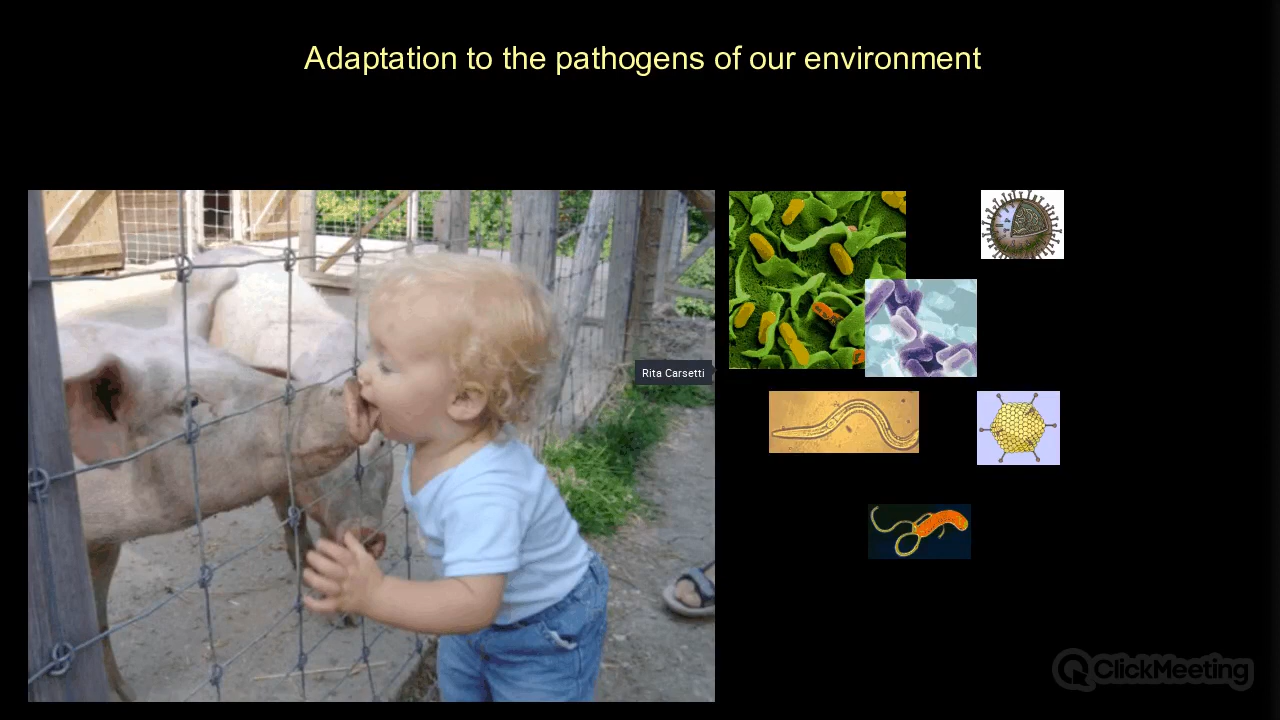 Adaptation to the pathogens of our environment
Rita Carsetti
ClickMeeting